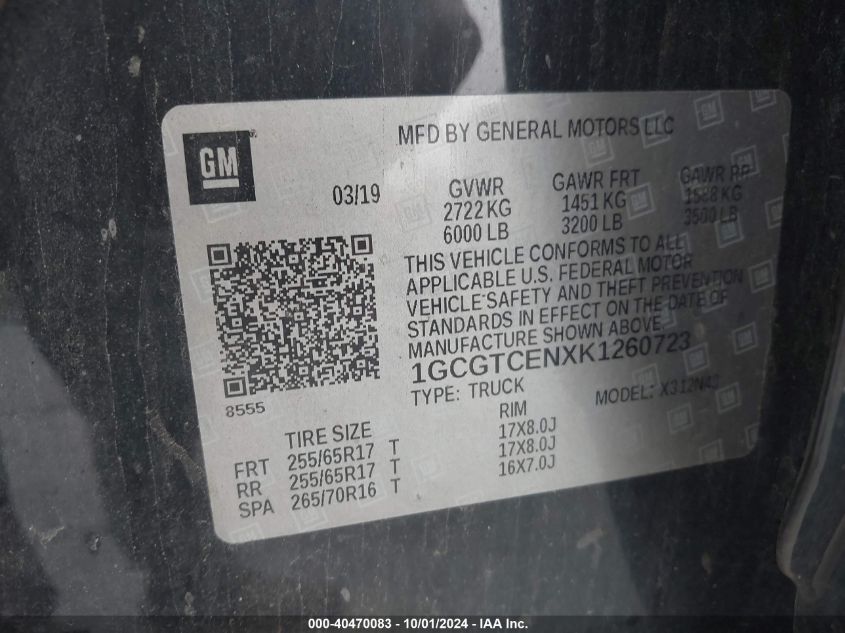 GM
MFD BY GENERAL MOTORS LLC
03/19
GVWR GAWR FRT GAWR RR
2722 KG 1451 KG 1588 KG
6000 LB 3200 LB 3500 LB
THIS VEHICLE CONFORMS TO ALL
APPLICABLE U.S. FEDERAL MOTOR
VEHICLE SAFETY AND THEFT PREVENTION
STANDARDS IN EFFECT ON THE DATE OF
MANUFACTURE SHOWN ABOVE.
1GCGTCENXK1260723
TYPE: TRUCK MODEL:
8555
TIRE SIZE RIM
FRT 255/65R17 T 17X8.0J
RR 255/65R17 T 17X8.0J
SPA 265/70R16 T 16X7.0J
000-40470083 - 10/01/2024 - IAA Inc.